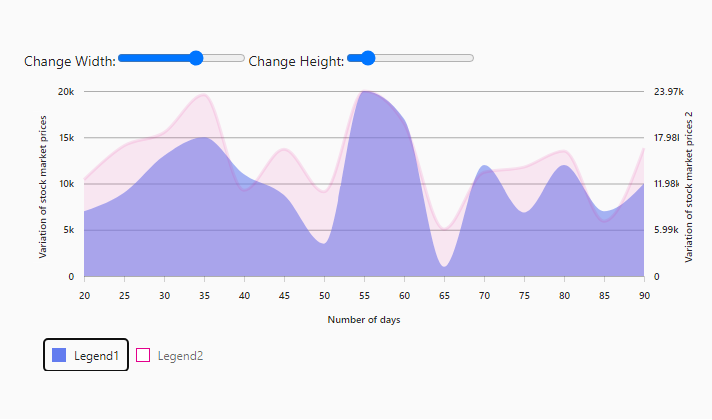 Change Width: Change Height:
Variation of stock market prices
20k
15k
10k
5k
0
23.97k
17.98l
11.98k
5.99k
0
Variation of stock market prices 2
20 25 30 35 40 45 50 55 60 65 70 75 80 85 90
Number of days
Legend1 Legend2